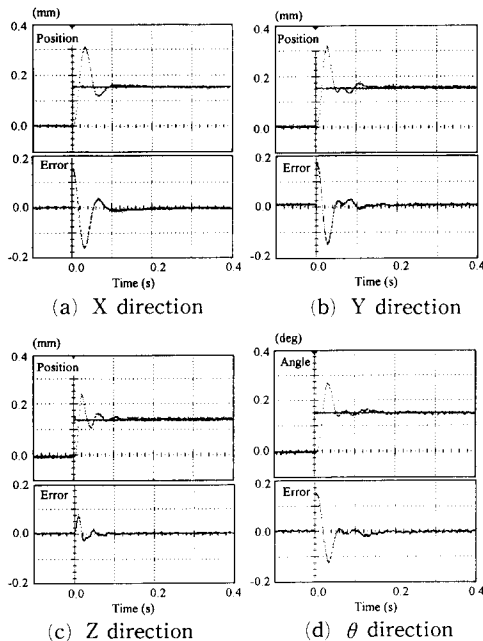 (mm)
0.4
Position
0.2
0.0
0.2
Error
0.0
-0.2
0.0
0.2
0.4
Time (s)
(a) X direction
(mm)
0.4
Position
0.2
0.0
0.2
Error
0.0
-0.2
0.0
0.2
0.4
Time (s)
(b) Y direction
(mm)
0.4
Position
0.2
0.0
0.2
Error
0.0
-0.2
0.0
0.2
0.4
Time (s)
(c) Z direction
(deg)
0.4
Angle
0.2
0.0
0.2
Error
0.0
-0.2
0.0
0.2
0.4
Time (s)
(d) θ direction